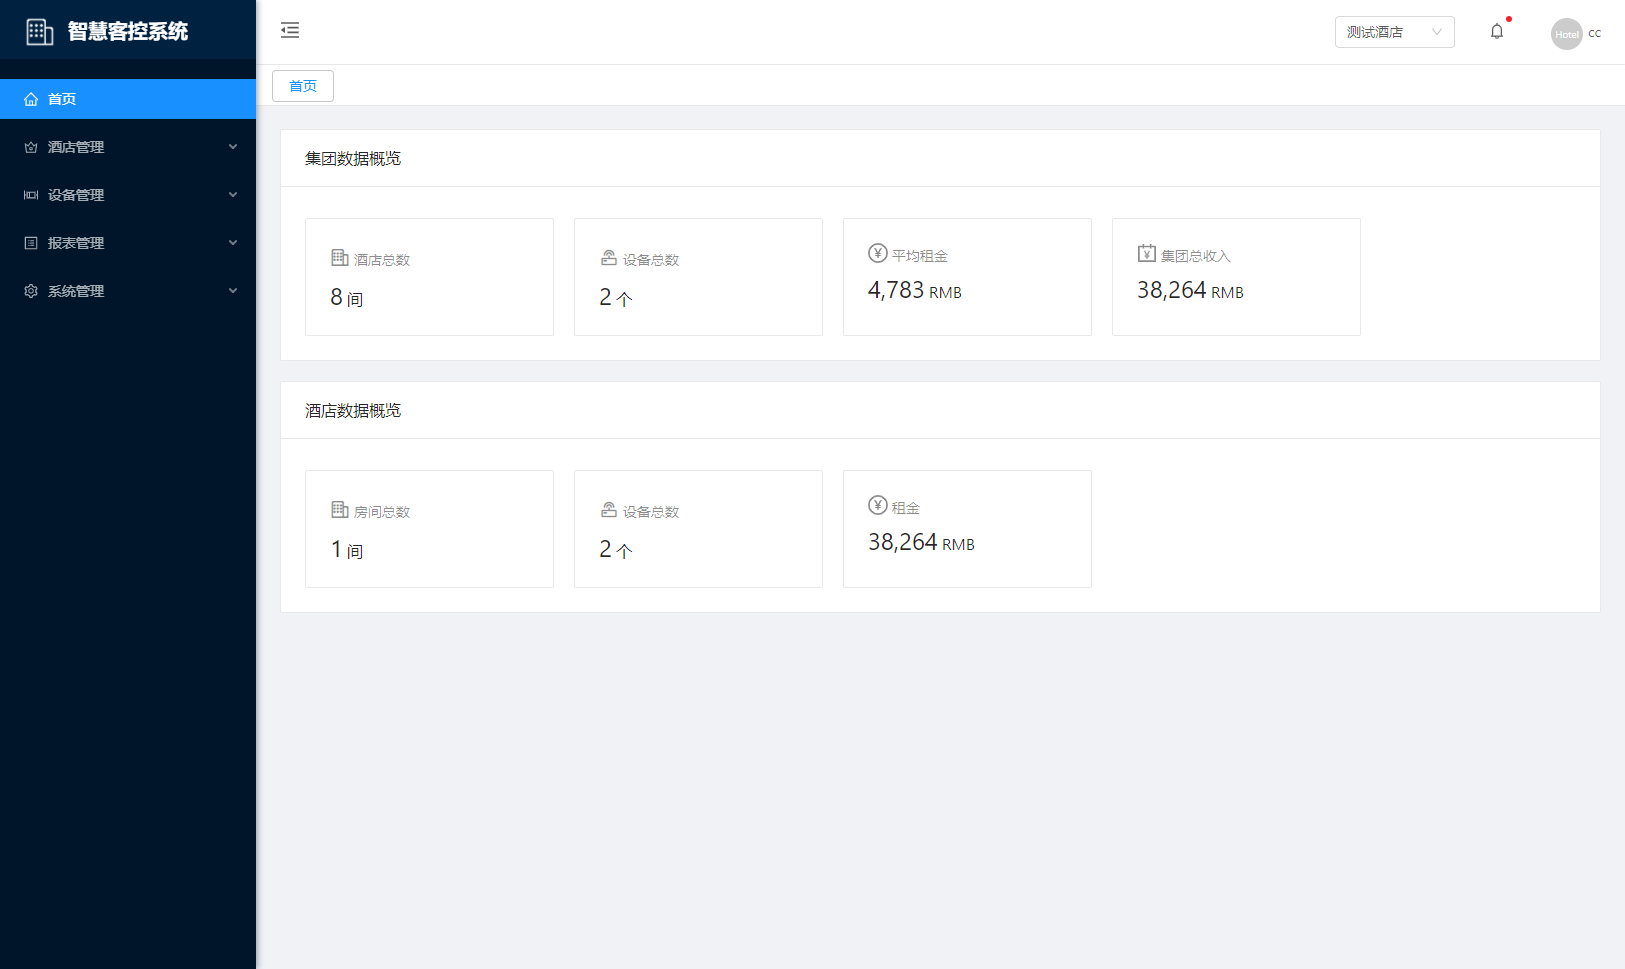 智慧客控系统
测试酒店
Hotel
cc
首页
首页
酒店管理
设备管理
报表管理
系统管理
集团数据概览
酒店总数
8 间
设备总数
2 个
平均租金
4,783 RMB
集团总收入
38,264 RMB
酒店数据概览
房间总数
1 间
设备总数
2 个
租金
38,264 RMB